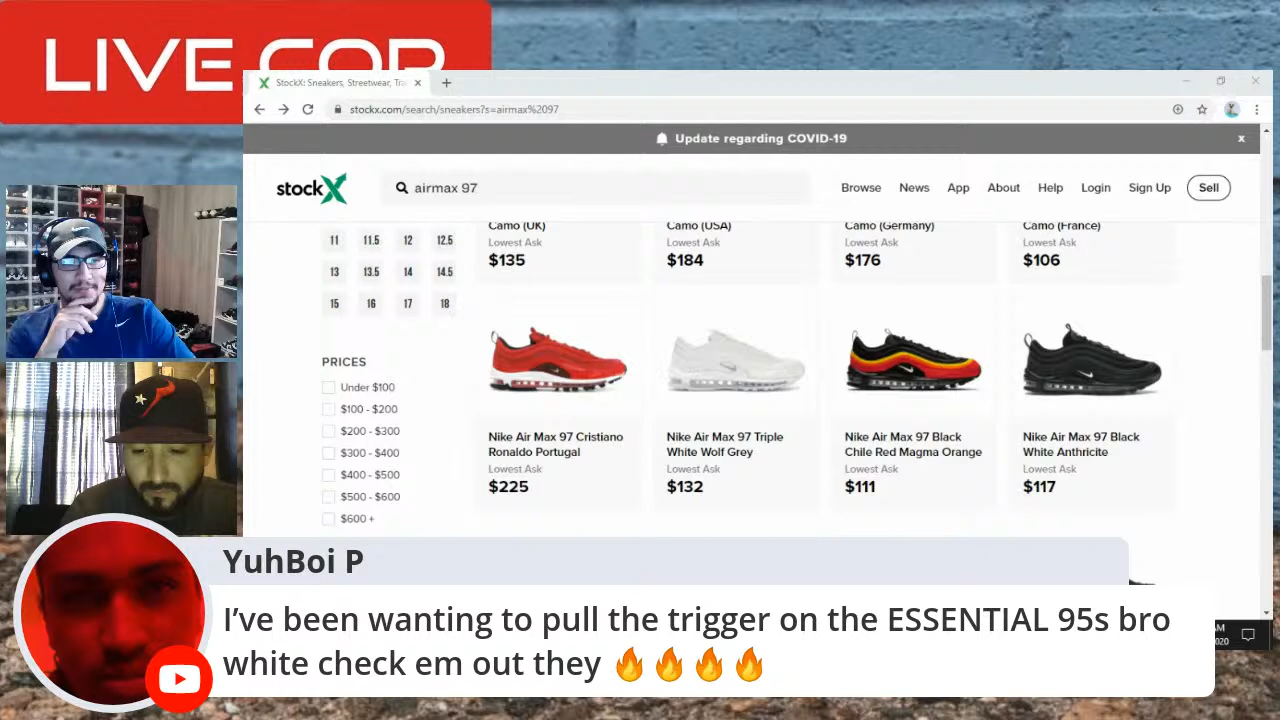 LIVE COP
StockX: Sneakers, Streetwear, Tra
stockx.com/search/sneakers?s=airmax%2097
Update regarding COVID-19
x
stockX
airmax 97
Browse
News
App
About
Help
Login
Sign Up
Sell
11 11.5 12 12.5
13 13.5 14 14.5
15 16 17 18
PRICES
Under $100
$100 - $200
$200 - $300
$300 - $400
$400 - $500
$500 - $600
$600 +
Camo (UK)
Lowest Ask
$135
Camo (USA)
Lowest Ask
$184
Camo (Germany)
Lowest Ask
$176
Camo (France)
Lowest Ask
$106
Nike Air Max 97 Cristiano
Ronaldo Portugal
Lowest Ask
$225
Nike Air Max 97 Triple
White Wolf Grey
Lowest Ask
$132
Nike Air Max 97 Black
Chile Red Magma Orange
Lowest Ask
$111
Nike Air Max 97 Black
White Anthricite
Lowest Ask
$117
AM
2020
YuhBoi P
I’ve been wanting to pull the trigger on the ESSENTIAL 95s bro
white check em out they 🔥🔥🔥🔥